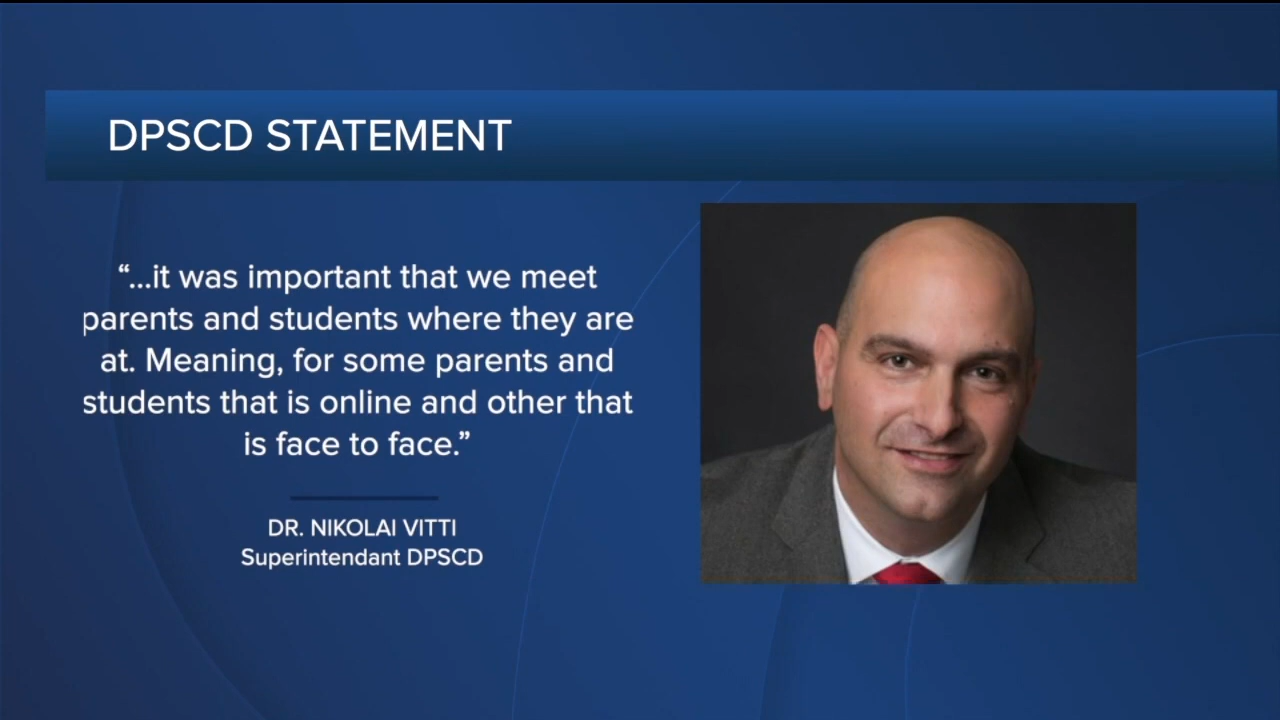 DPSCD STATEMENT
“...it was important that we meet
parents and students where they are
at. Meaning, for some parents and
students that is online and other that
is face to face.”
DR. NIKOLAI VITTI
Superintendant DPSCD